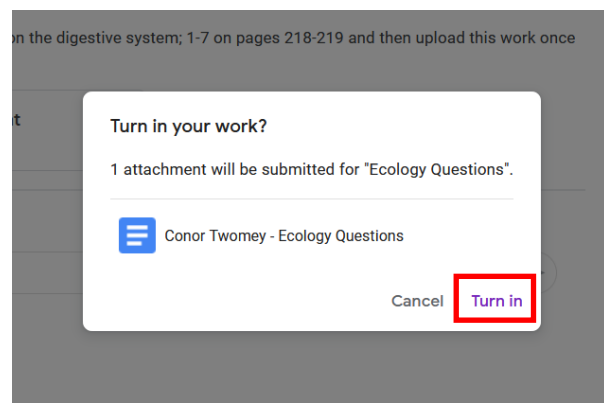 on the digestive system; 1-7 on pages 218-219 and then upload this work once
Turn in your work?
1 attachment will be submitted for "Ecology Questions".
Conor Twomey - Ecology Questions
Cancel Turn in